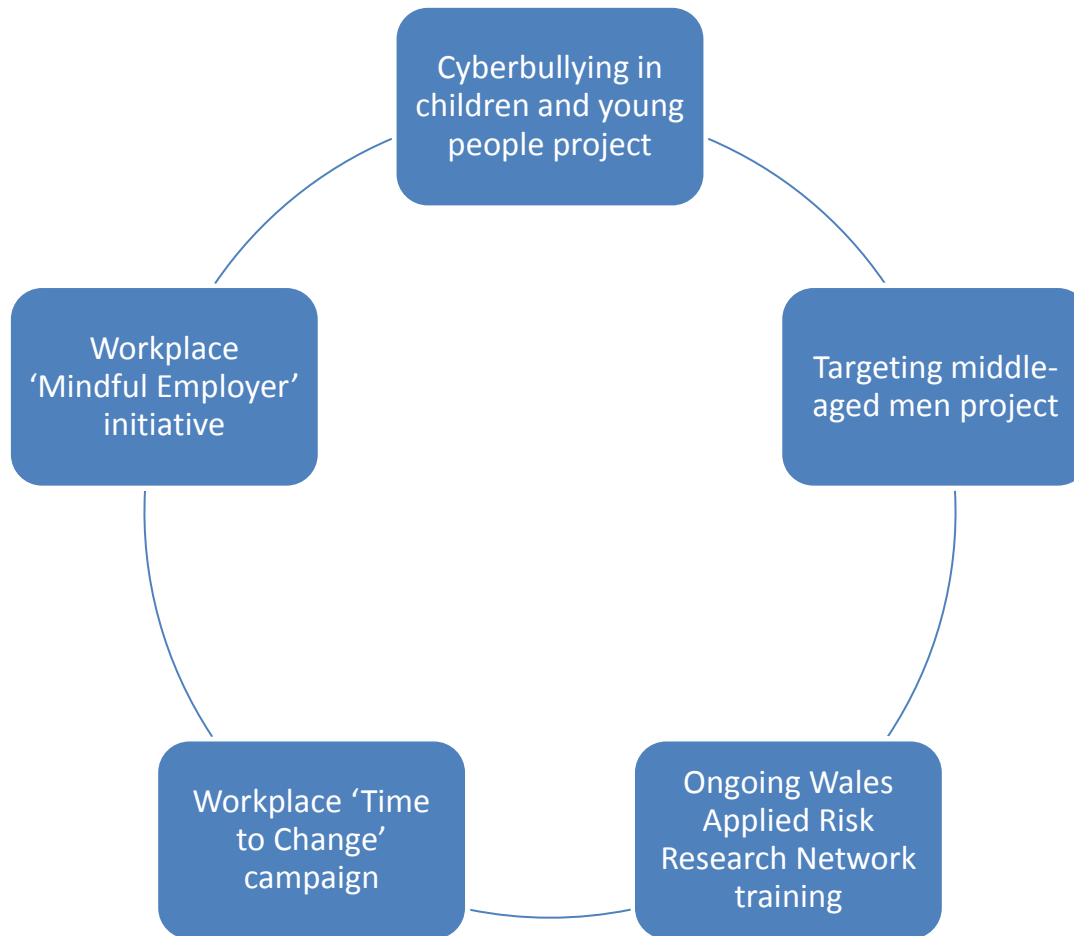 Cyberbullying in
children and young
people project
Targeting middle-
aged men project
Ongoing Wales
Applied Risk
Research Network
training
Workplace ‘Time
to Change’
campaign
Workplace
‘Mindful Employer’
initiative